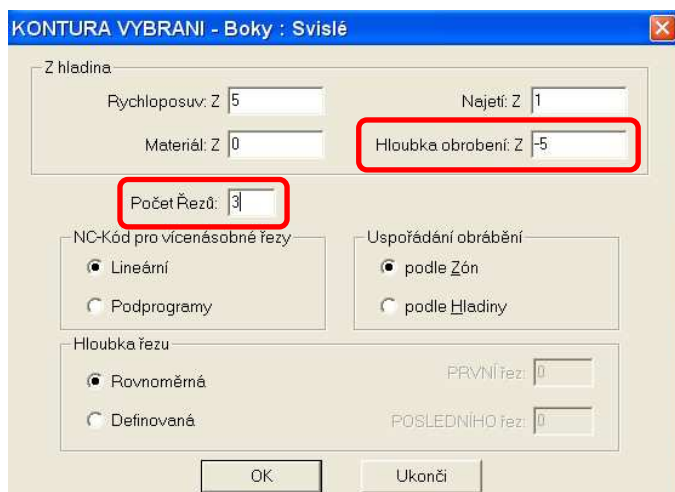 KONTURA VYBRANI - Boky : Svislé
Z hladina
Rychloposuv: Z 5 Najetí: Z 1
Materiál: Z 0 Hloubka obrobení: Z -5
Počet Řezů: 3
NC-Kód pro vícenásobné řezy Uspořádání obrábění
Lineární podle Zón
Podprogramy podle Hladiny
Hloubka řezu
Rovnoměrná PRVNÍ řez: 0
Definovaná POSLEDNÍHO řez: 0
OK Ukonči